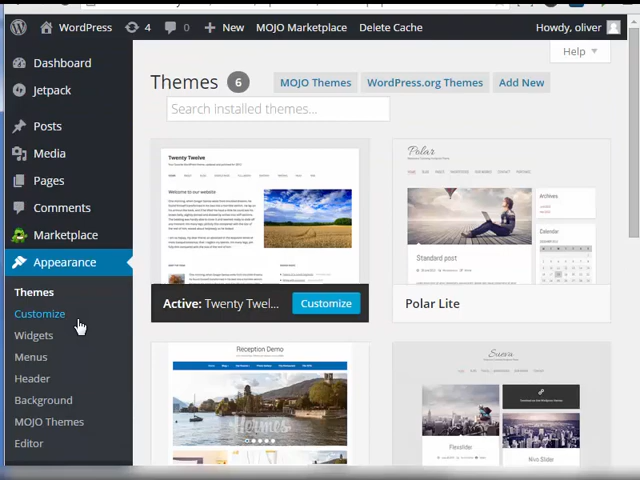 WordPress
4
0
New
MOJO Marketplace
Delete Cache
Howdy, oliver
Help
Dashboard
Jetpack
Posts
Media
Pages
Comments
Marketplace
Appearance
Themes
Customize
Widgets
Menus
Header
Background
MOJO Themes
Editor
Themes 6
MOJO Themes
WordPress.org Themes
Add New
Search installed themes...
Twenty Twelve
Welcome to our website
Active: Twenty Twel...
Customize
Polar
Standard post
Archives
Calendar
Polar Lite
Reception Demo
Hermes
Sueva
Flexslider
Nivo Slider